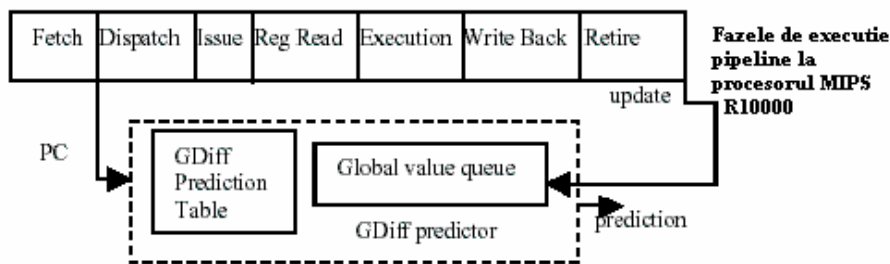 Fetch Dispatch Issue Reg Read Execution Write Back Retire
Fazele de executie
pipeline la
procesorul MIPS
R10000
update
PC
GDiff
Prediction
Table
Global value queue
GDiff predictor
prediction